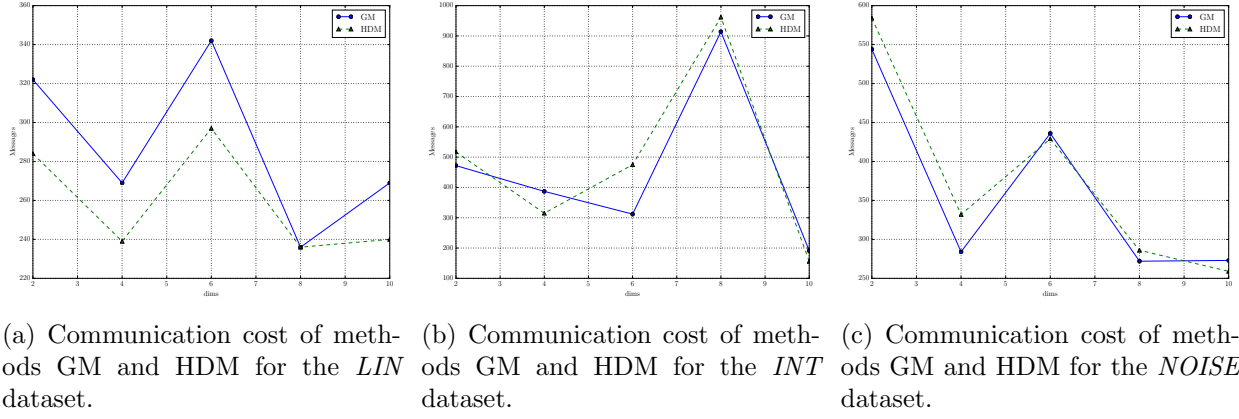 360
340
320
300
280
260
240
220
Messages
2 3 4 5 6 7 8 9 10
dims
GM
HDM
1000
900
800
700
600
500
400
300
200
100
Messages
2 3 4 5 6 7 8 9 10
dims
GM
HDM
600
550
500
450
400
350
300
250
Messages
2 3 4 5 6 7 8 9 10
dims
GM
HDM
(a) Communication cost of meth-
ods GM and HDM for the LIN
dataset.
(b) Communication cost of meth-
ods GM and HDM for the INT
dataset.
(c) Communication cost of meth-
ods GM and HDM for the NOISE
dataset.